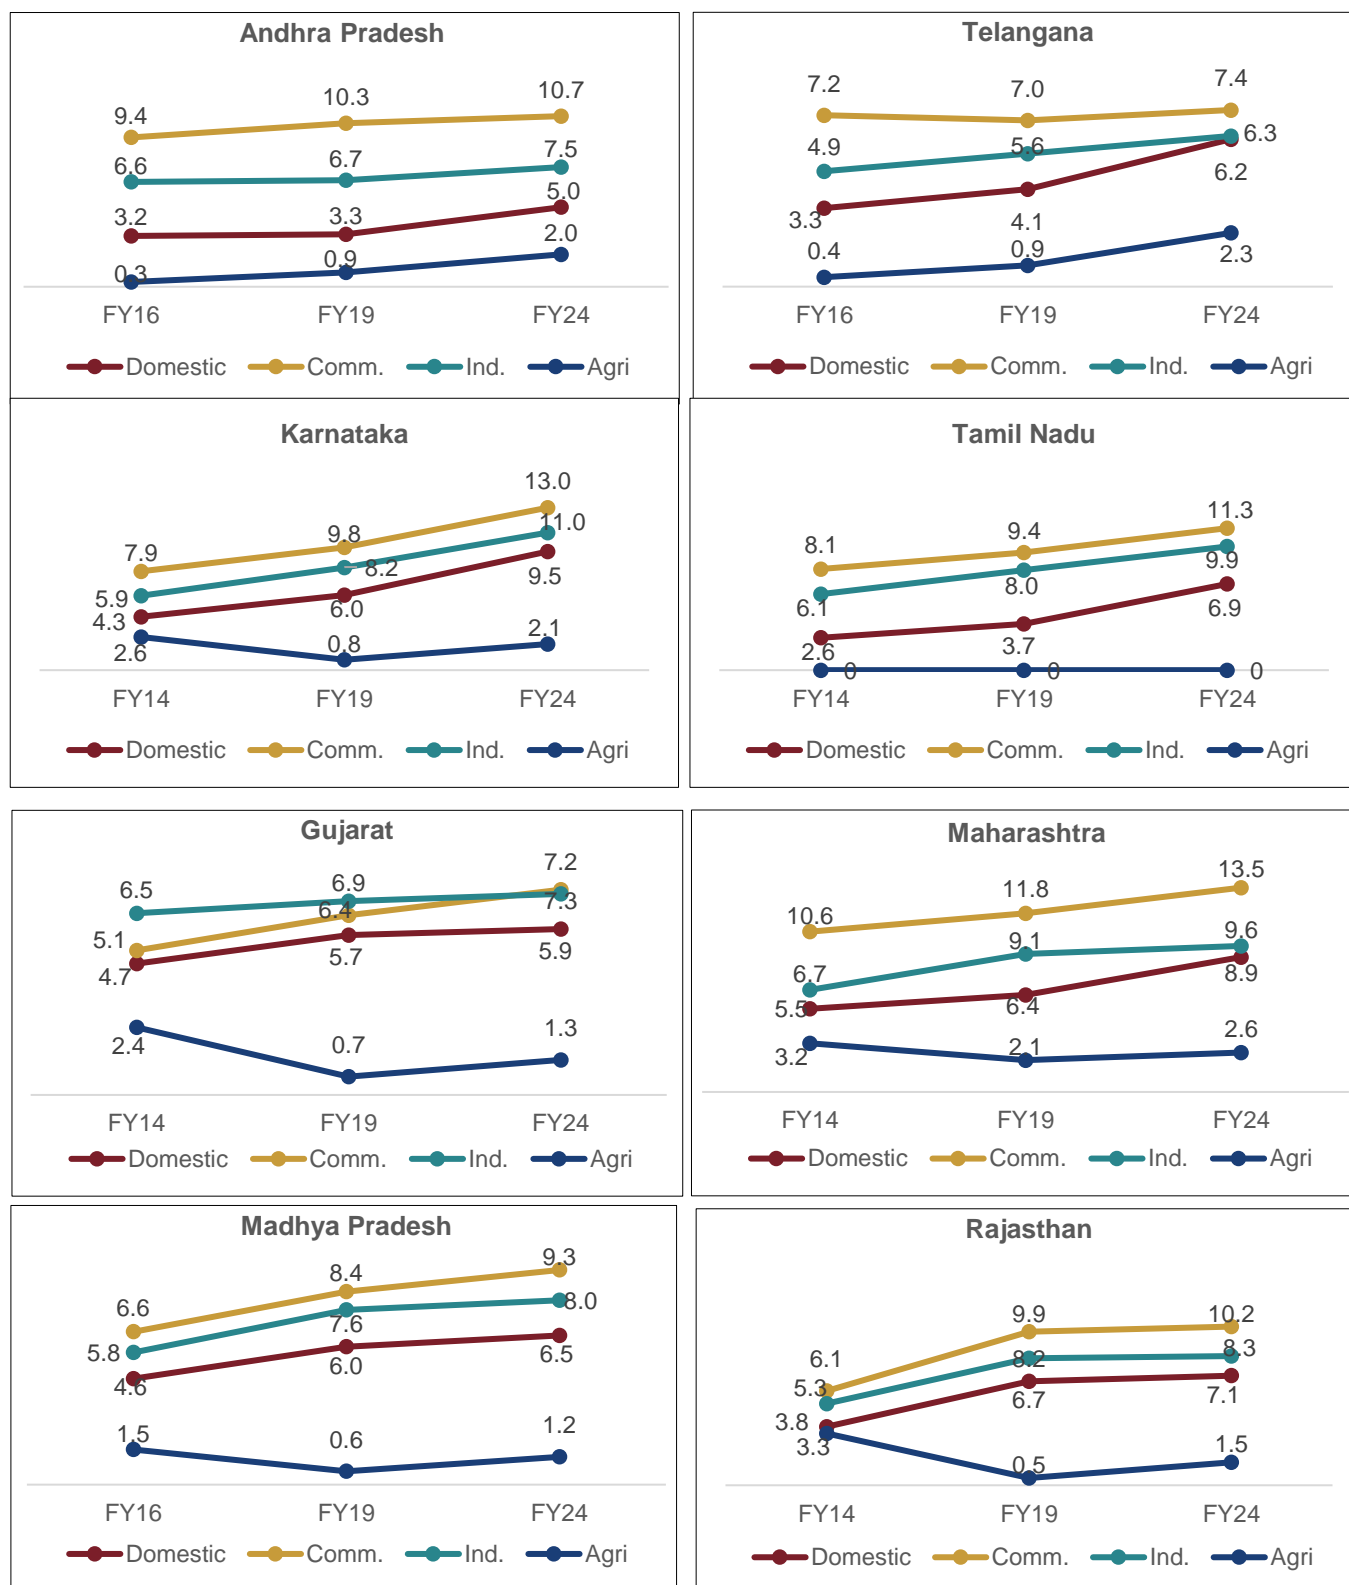 Andhra Pradesh
9.4 10.3 10.7
6.6 6.7 7.5
3.2 3.3 5.0
0.3 0.9 2.0
FY16 FY19 FY24
Domestic Comm. Ind. Agri
Telangana
7.2 7.0 7.4
4.9 5.6 6.3
3.3 4.1 6.2
0.4 0.9 2.3
FY16 FY19 FY24
Domestic Comm. Ind. Agri
Karnataka
7.9 9.8 13.0
5.9 8.2 11.0
4.3 6.0 9.5
2.6 0.8 2.1
FY14 FY19 FY24
Domestic Comm. Ind. Agri
Tamil Nadu
8.1 9.4 11.3
6.1 8.0 9.9
2.6 3.7 6.9
0 0 0
FY14 FY19 FY24
Domestic Comm. Ind. Agri
Gujarat
6.5 6.9 7.2
5.1 6.4 7.3
4.7 5.7 5.9
2.4 0.7 1.3
FY14 FY19 FY24
Domestic Comm. Ind. Agri
Maharashtra
10.6 11.8 13.5
6.7 9.1 9.6
5.5 6.4 8.9
3.2 2.1 2.6
FY14 FY19 FY24
Domestic Comm. Ind. Agri
Madhya Pradesh
6.6 8.4 9.3
5.8 7.6 8.0
4.6 6.0 6.5
1.5 0.6 1.2
FY16 FY19 FY24
Domestic Comm. Ind. Agri
Rajasthan
6.1 9.9 10.2
5.3 8.2 8.3
3.8 6.7 7.1
3.3 0.5 1.5
FY14 FY19 FY24
Domestic Comm. Ind. Agri